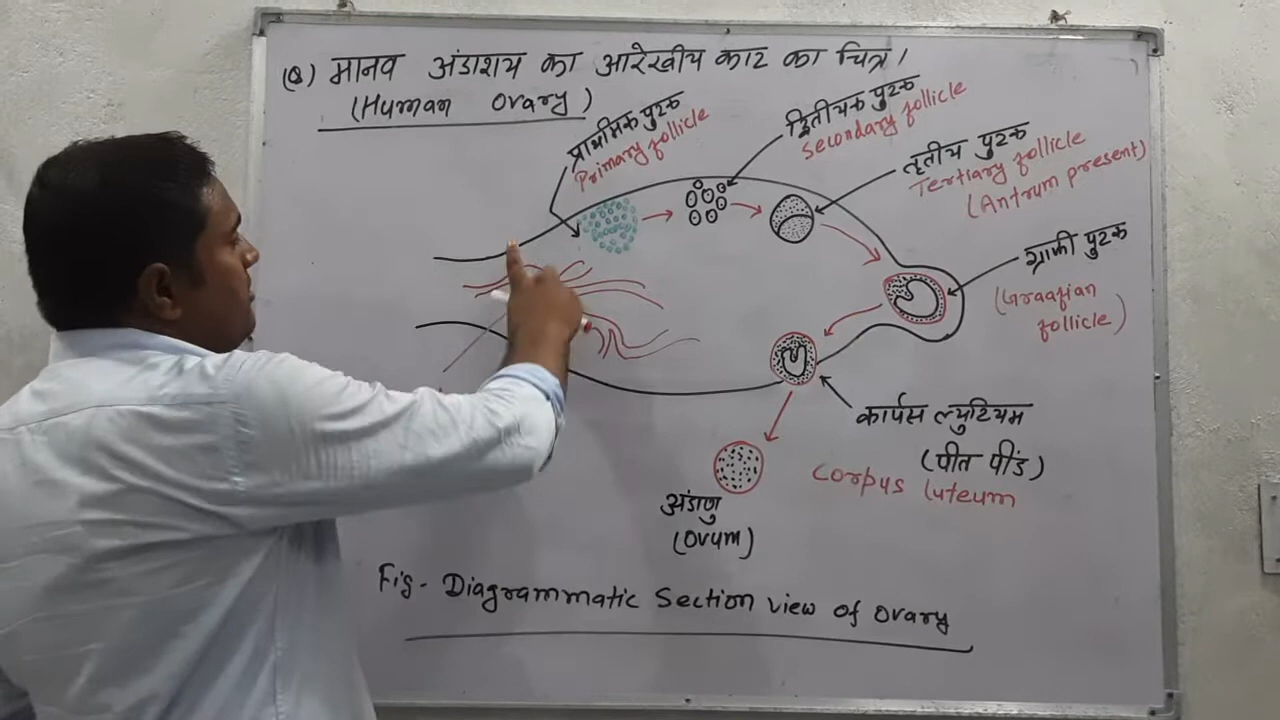 (Q) मानव अंडाशय का आरेखीय काट का चित्र।
(Human Ovary)
प्राथमिक पुटक
Primary follicle
द्वितीयक पुटक
Secondary follicle
तृतीय पुटक
Tertiary follicle
(Antrum present)
ग्राफी पुटक
(Graafian
follicle)
कार्पस ल्युटियम
(पीत पींड)
Corpus luteum
अंडाणु
(Ovum)
Fig- Diagrammatic Section view of Ovary